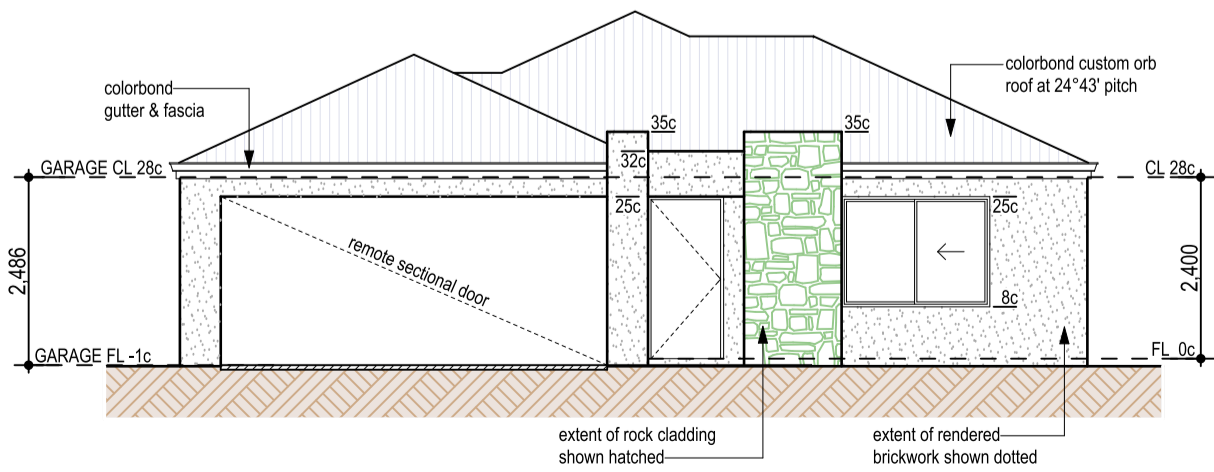 colorbond
gutter & fascia
colorbond custom orb
roof at 24°43' pitch
35c
35c
32c
GARAGE CL 28c
CL 28c
25c
25c
remote sectional door
2,486
2,400
8c
GARAGE FL -1c
FL 0c
extent of rock cladding
shown hatched
extent of rendered
brickwork shown dotted